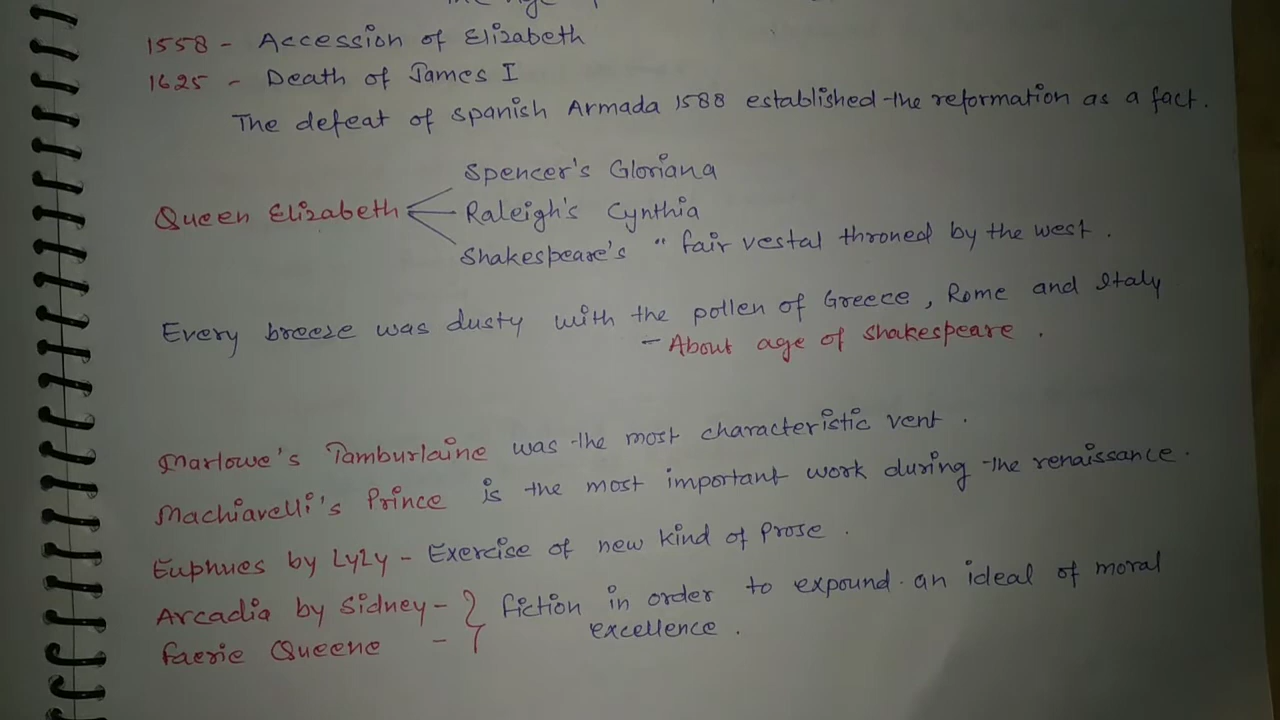 The Age
1558 - Accession of Elizabeth
1625 - Death of James I
The defeat of Spanish Armada 1588 established the reformation as a fact.
Spencer's Gloriana
Queen Elizabeth
Raleigh's Cynthia
Shakespeare's " fair vestal throned by the west.
Every breeze was dusty with the pollen of Greece, Rome and Italy
- About age of Shakespeare.
Marlowe's Tamburlaine was the most characteristic vent.
Machiavelli's Prince is the most important work during the renaissance.
Euphues by Lyly - Exercise of new kind of Prose.
Arcadia by Sidney - } fiction in order to expound an ideal of moral
Faerie Queene - excellence.